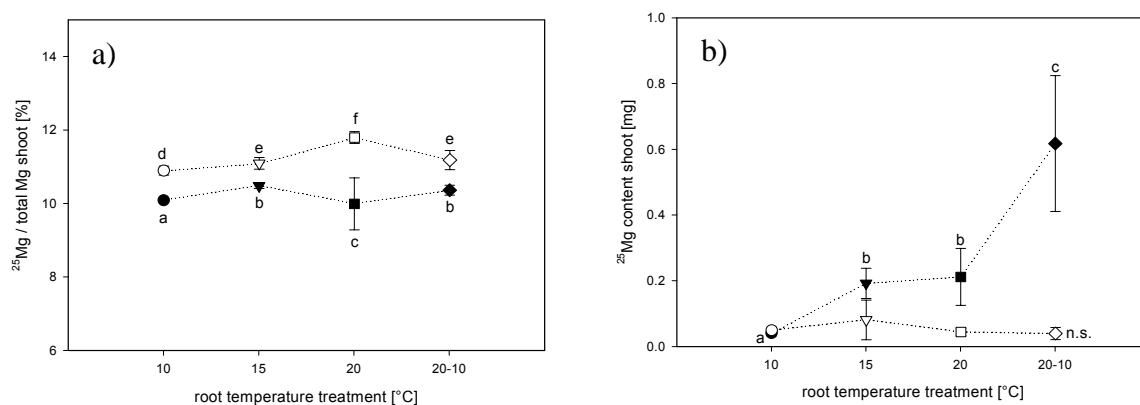 a)
14
12
10
8
6
²⁵Mg / total Mg shoot [%]
d
e
f
e
a
b
c
b
10
15
20
20-10
root temperature treatment [°C]
b)
1.0
0.8
0.6
0.4
0.2
0.0
²⁵Mg content shoot [mg]
c
b
b
a
n.s.
10
15
20
20-10
root temperature treatment [°C]